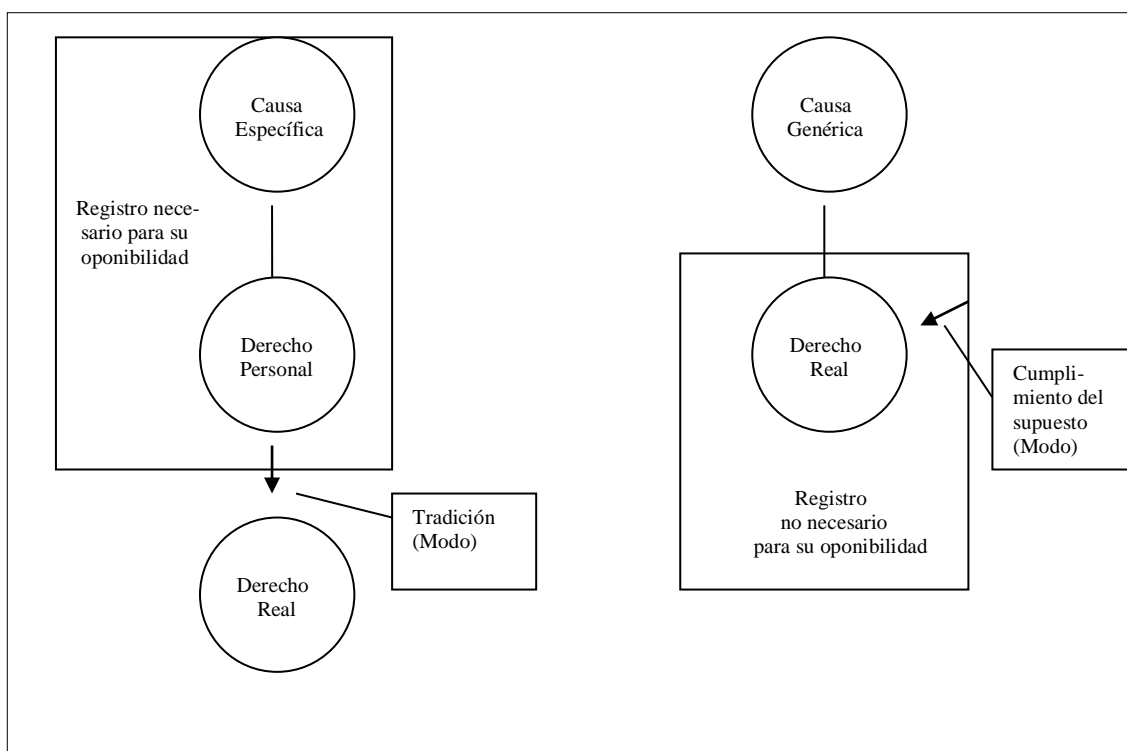 Causa
Específica
Registro nece-
sario para su
oponibilidad
Derecho
Personal
Tradición
(Modo)
Derecho
Real
Causa
Genérica
Derecho
Real
Cumpli-
miento del
supuesto
(Modo)
Registro
no necesario
para su oponibilidad